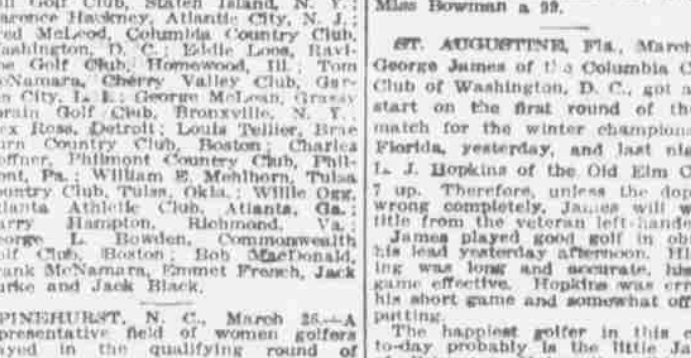 Golf Club, Staten Island, N. Y.;
arence Hackney, Atlantic City, N. J.;
ed McLeod, Columbia Country Club,
ashington, D. C.; Eddie Loos, Ravi-
ne Golf Club, Homewood, Ill.; Tom
cNamara, Cherry Valley Club, Gar-
en City, L. I.; George McLean, Grassy
prain Golf Club, Bronxville, N. Y.;
ex Ross, Detroit; Louis Tellier, Brae
urn Country Club, Boston; Charles
offner, Philmont Country Club, Phil-
ont, Pa.; William E. Mehlhorn, Tulsa
ountry Club, Tulsa, Okla.; Willie Ogg,
tlanta Athletic Club, Atlanta, Ga.;
arry Hampton, Richmond, Va.;
eorge L. Bowden, Commonwealth
olf Club, Boston; Bob MacDonald,
rank McNamara, Emmet French, Jack
urke and Jack Black.
PINEHURST, N. C., March 26.—A
presentative field of women golfers
ayed in the qualifying round of
Miss Bowman a 99.
ST. AUGUSTINE, Fla., March
George James of the Columbia C
Club of Washington, D. C., got a
start on the first round of th
match for the winter champion
Florida, yesterday, and last nig
L. J. Hopkins of the Old Elm C
7 up. Therefore, unless the dop
wrong completely, James will w
title from the veteran left-hande
James played good golf in ob
his lead yesterday afternoon. Hi
ing was long and accurate, his
game effective. Hopkins was err
his short game and somewhat off
putting.
The happiest golfer in this c
to-day probably is the little Ja